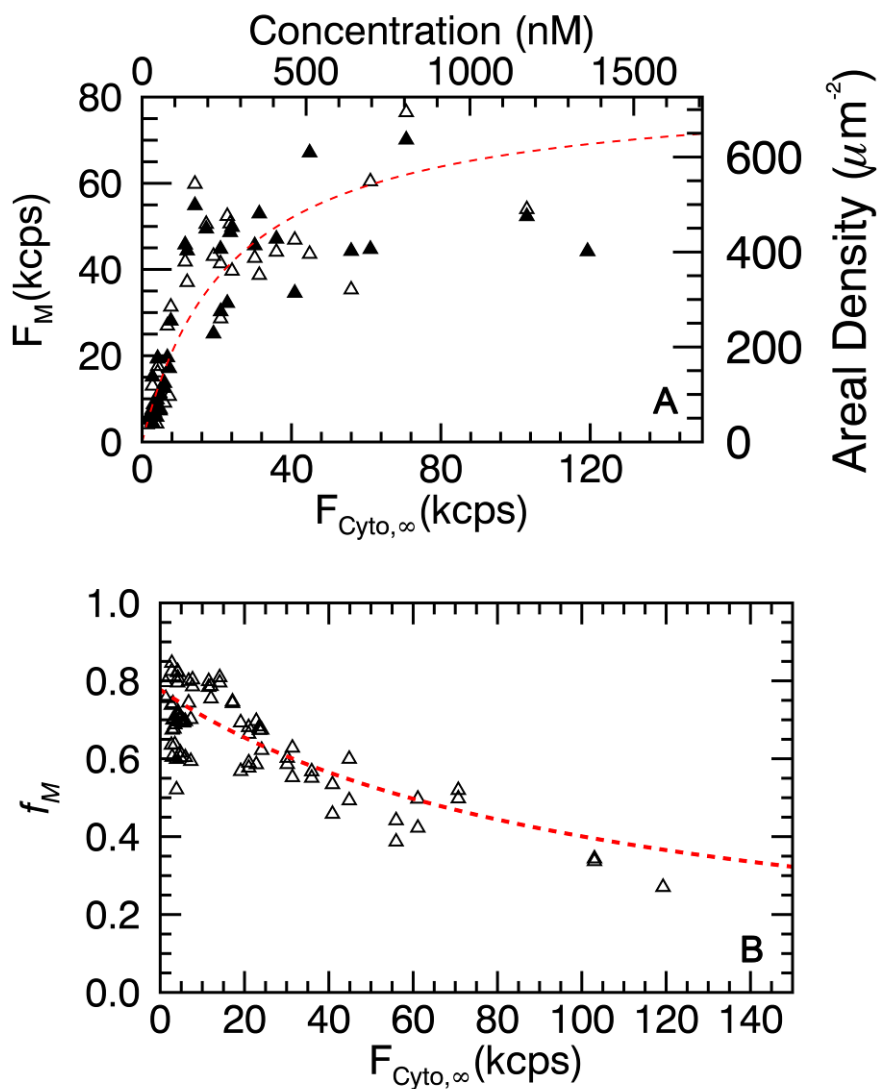 Concentration (nM)
0 500 1000 1500
80
60
40
20
0
F_M(kcps)
600
400
200
0
Areal Density (μm⁻²)
A
0 40 80 120
F_Cyto,∞(kcps)
1.0
0.8
0.6
0.4
0.2
0.0
f_M
B
0 20 40 60 80 100 120 140
F_Cyto,∞(kcps)